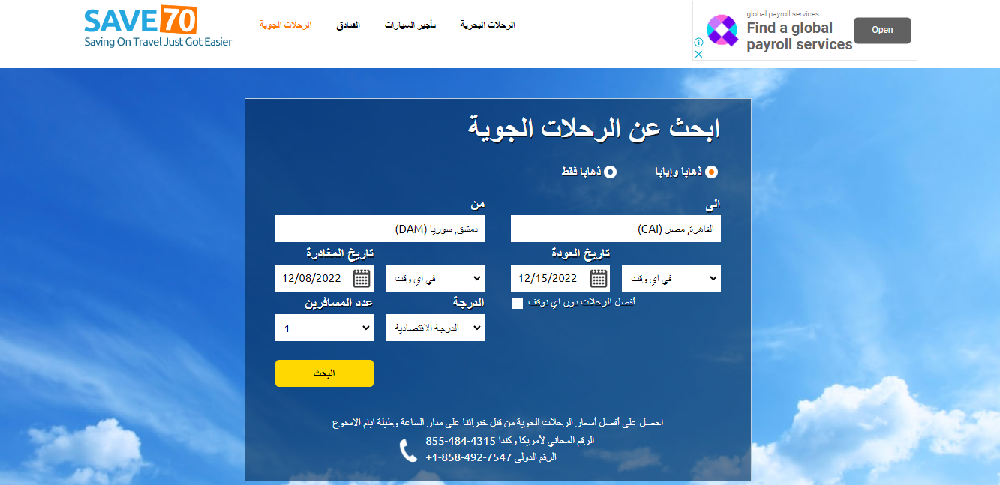 SAVE70
Saving On Travel Just Got Easier
الرحلات الجوية
الفنادق
تأجير السيارات
الرحلات البحرية
global payroll services
Find a global
payroll services
Open
ابحث عن الرحلات الجوية
ذهابا وإيابا
ذهابا فقط
من
الى
دمشق, سوريا (DAM)
القاهرة, مصر (CAI)
تاريخ المغادرة
تاريخ العودة
12/08/2022
في اي وقت
12/15/2022
في اي وقت
عدد المسافرين
الدرجة
أفضل الرحلات دون اي توقف
1
الدرجة الاقتصادية
البحث
احصل على أفضل أسعار الرحلات الجوية من قبل خبرائنا على مدار الساعة وطيلة ايام الاسبوع
الرقم المجاني لأمريكا وكندا 855-484-4315
الرقم الدولي 7547-492-858-1+